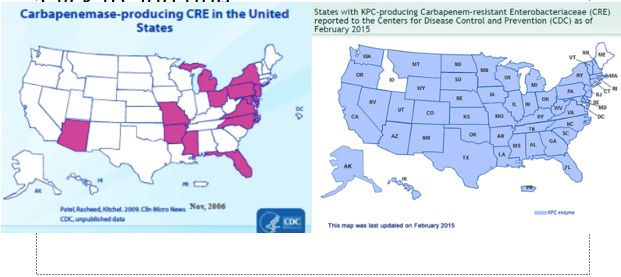 Carbapenemase-producing CRE in the United
States
DC
AK
HI
PR
Patel, Rasheed, Kitchel. 2009. Clin Micro News
Nov, 2006
CDC, unpublished data
CDC
States with KPC-producing Carbapenem-resistant Enterobacteriaceae (CRE)
reported to the Centers for Disease Control and Prevention (CDC) as of
February 2015
WA
MT
ND
MN
VT
NH
ME
OR
ID
WY
SD
WI
MI
NY
MA
RI
CT
NJ
NV
UT
CO
NE
IA
IL
IN
OH
PA
DE
MD
DC
CA
KS
MO
KY
WV
VA
AZ
NM
OK
AR
TN
NC
SC
TX
LA
MS
AL
GA
FL
AK
HI
PR
KPC enzyme
This map was last updated on February 2015